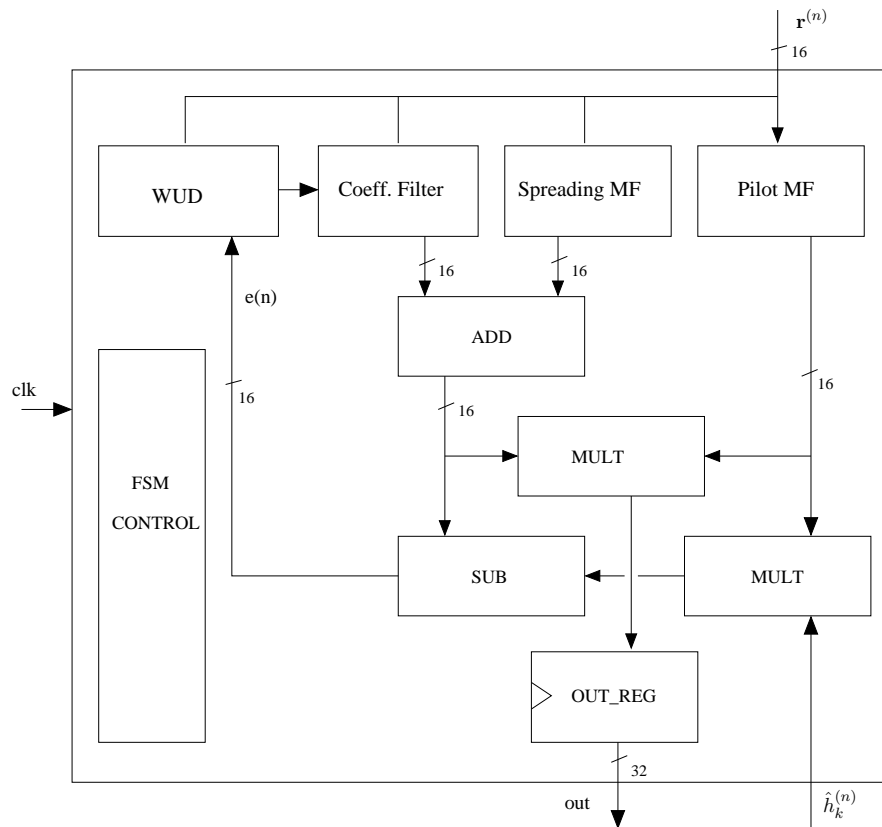 r^(n)
16
WUD
Coeff. Filter
Spreading MF
Pilot MF
16
16
e(n)
ADD
16
16
16
clk
MULT
FSM
CONTROL
SUB
MULT
OUT_REG
32
out
ĥ_k^(n)